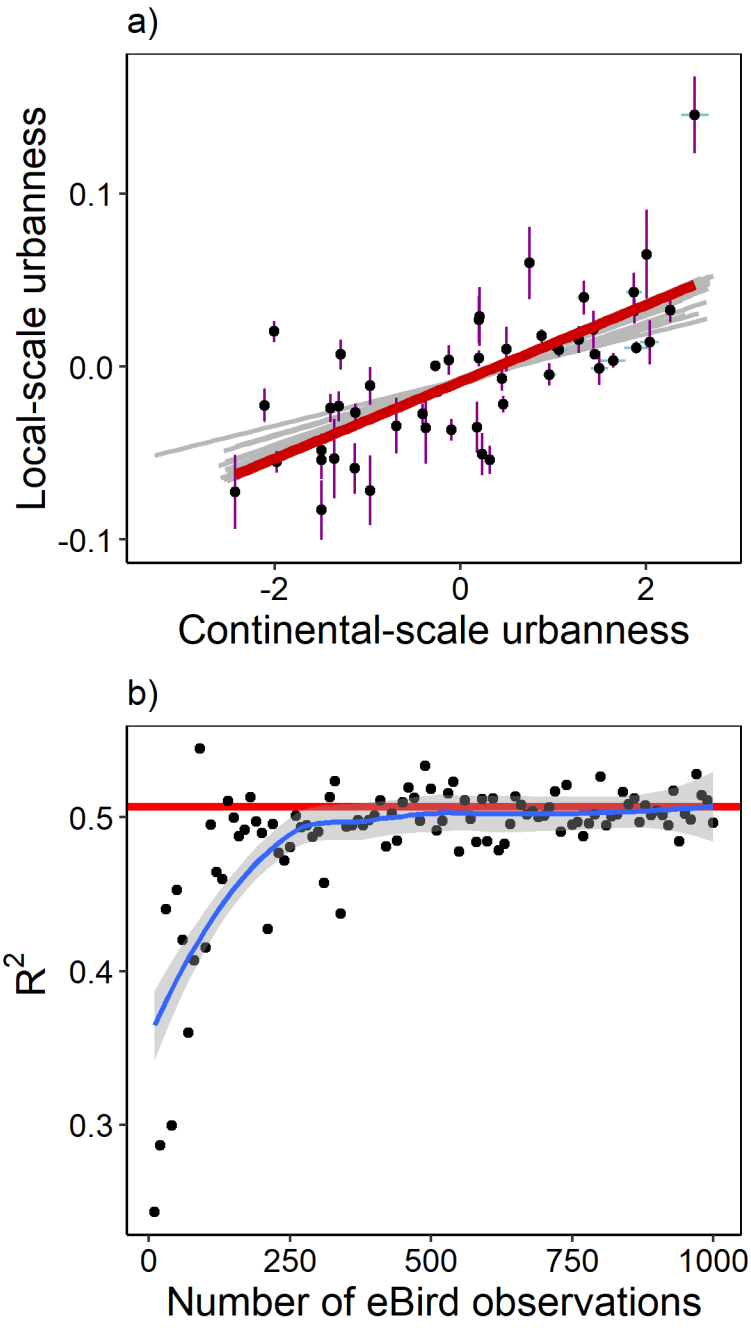 a)
Local-scale urbanness
0.1
0.0
-0.1
-2 0 2
Continental-scale urbanness
b)
R²
0.5
0.4
0.3
0 250 500 750 1000
Number of eBird observations